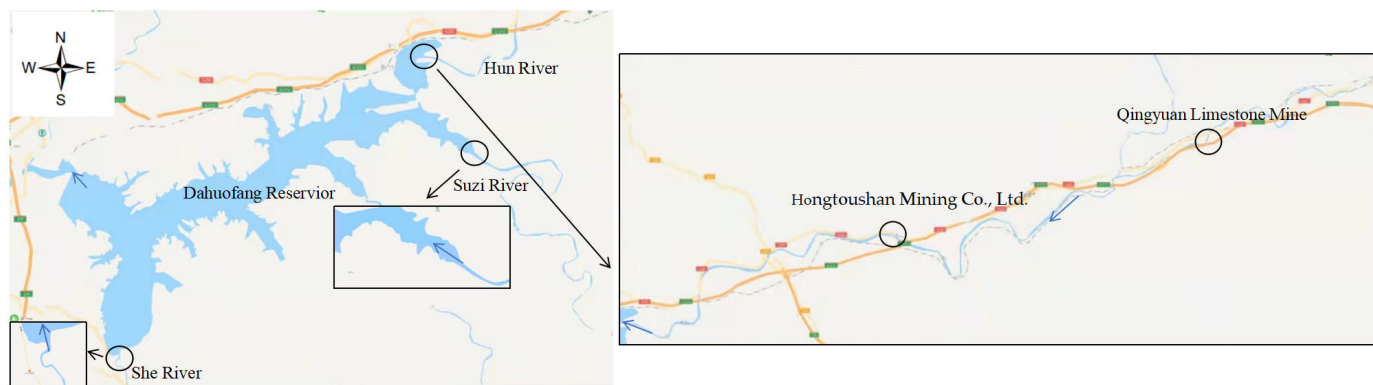 N
W
E
S
Hun River
Dahuofang Reservior
Suzi River
She River
Qingyuan Limestone Mine
Hongtoushan Mining Co., Ltd.